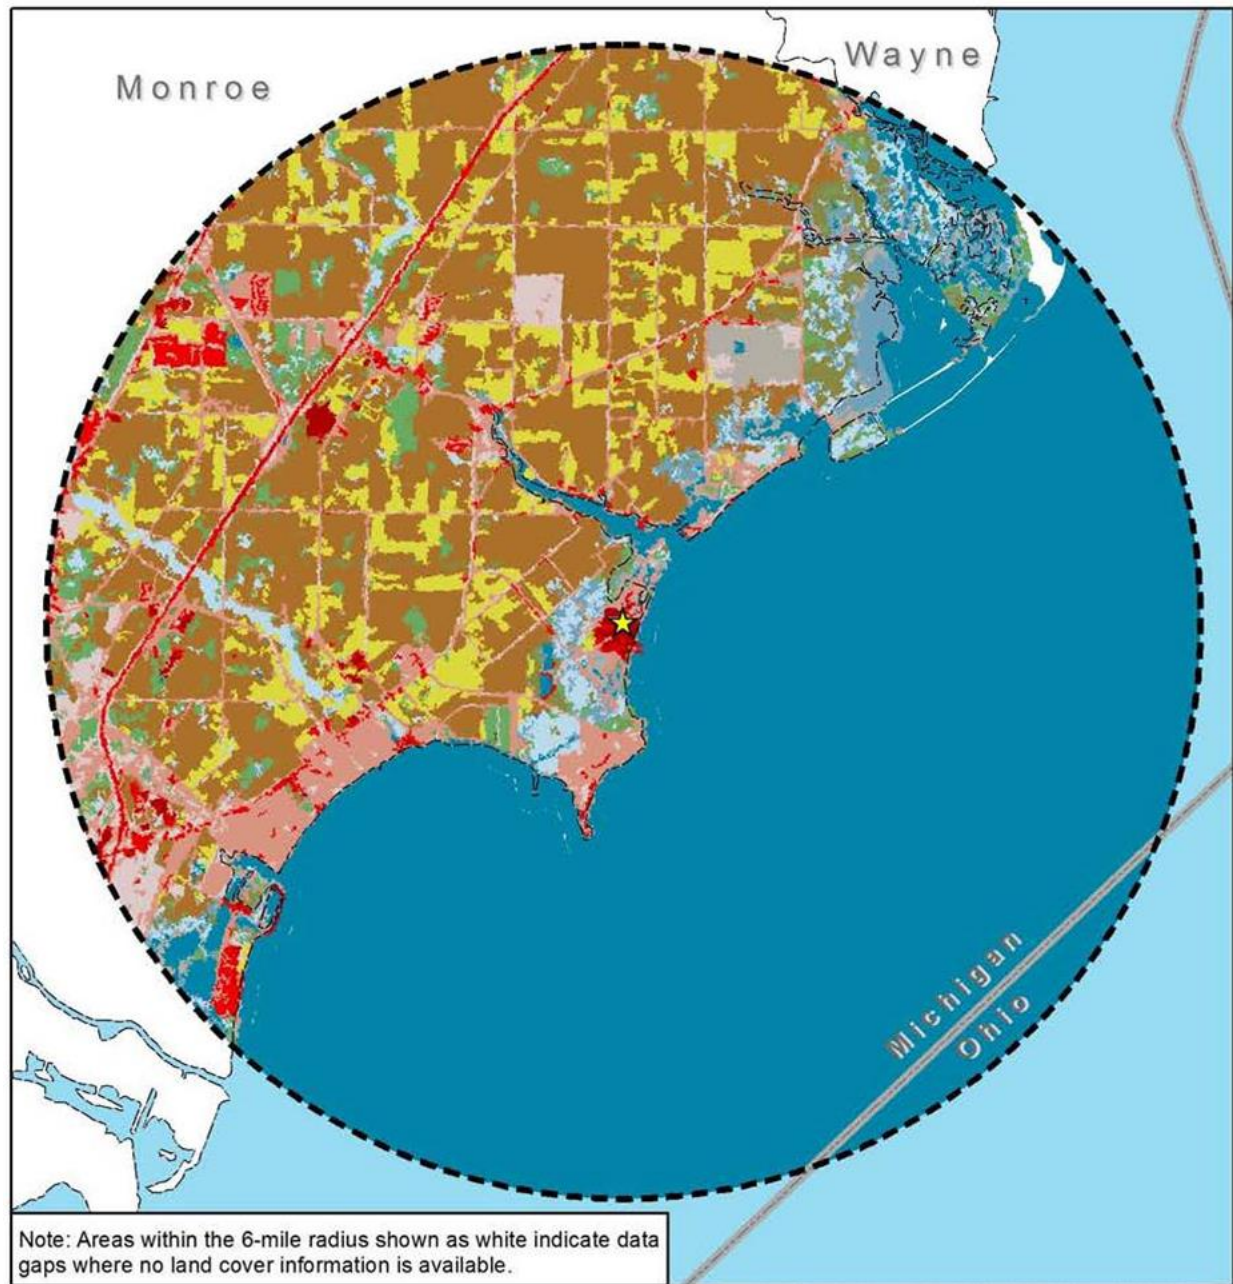 Monroe
Wayne
Michigan
Ohio
Note: Areas within the 6-mile radius shown as white indicate data
gaps where no land cover information is available.